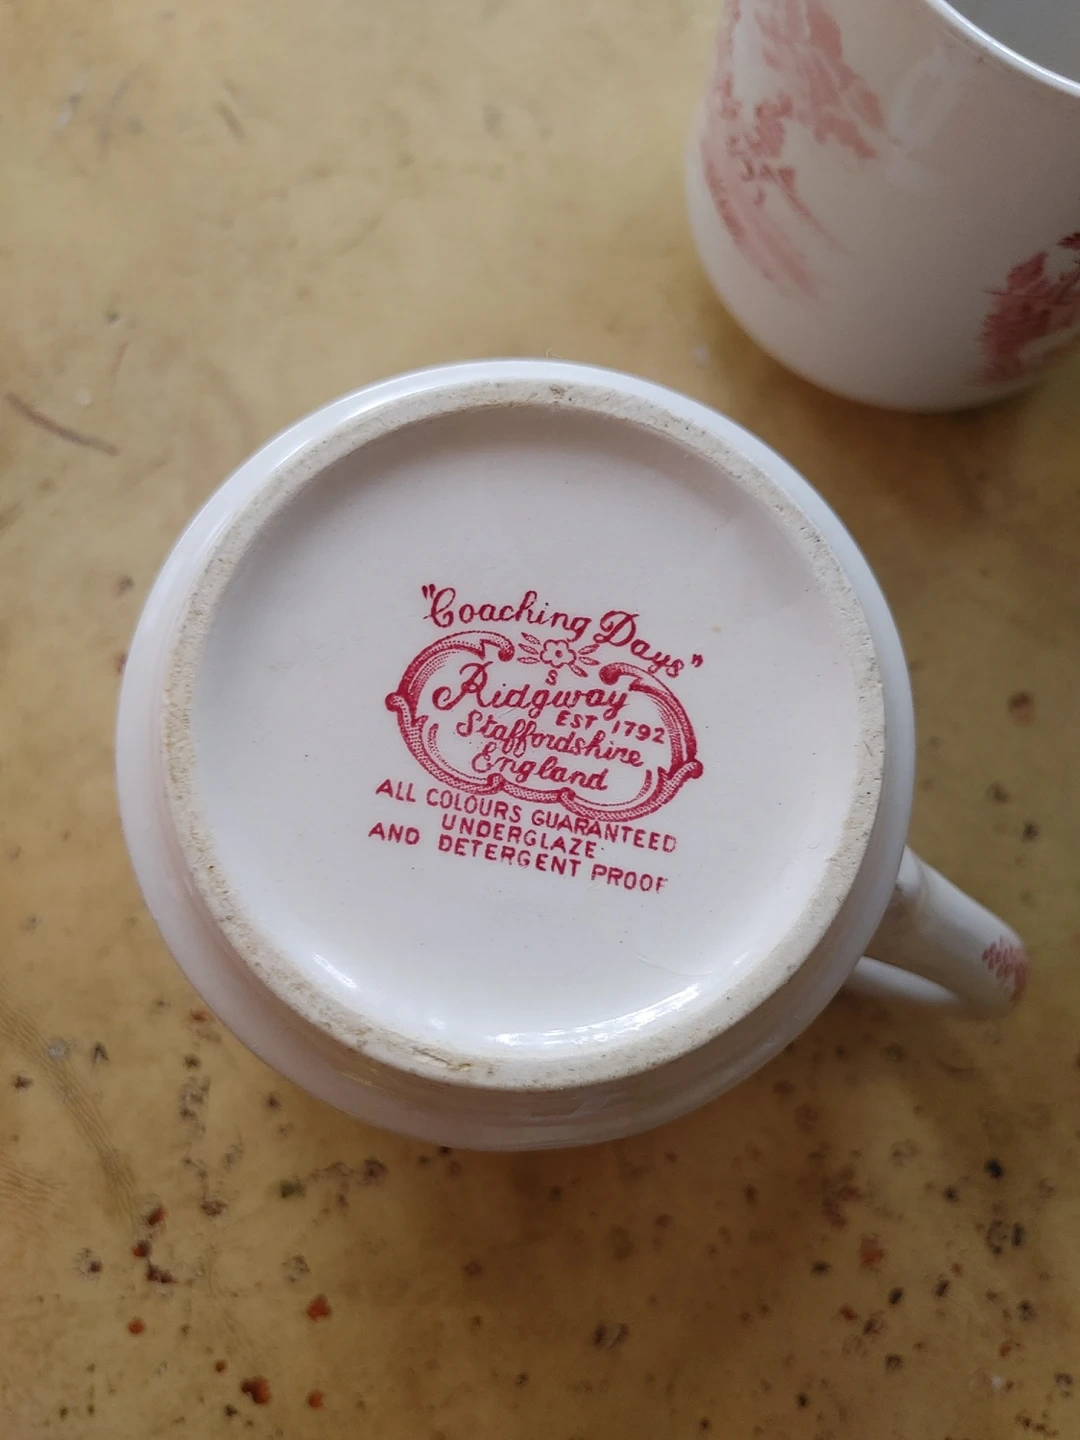 "Coaching Days"
S
Ridgway
EST 1792
Staffordshire
England
ALL COLOURS GUARANTEED
UNDERGLAZE
AND DETERGENT PROOF